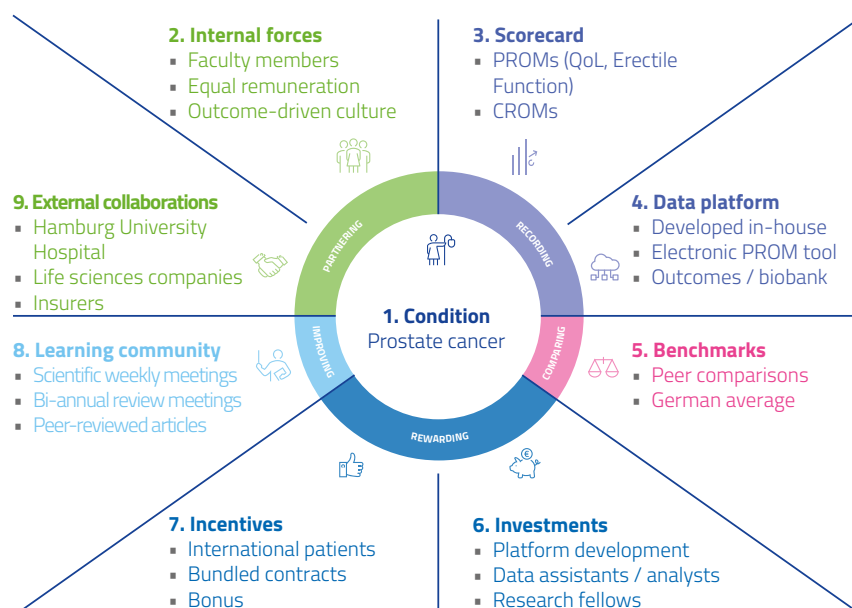 2. Internal forces
▪ Faculty members
▪ Equal remuneration
▪ Outcome-driven culture
3. Scorecard
▪ PROMs (QoL, Erectile
Function)
▪ CROMs
9. External collaborations
▪ Hamburg University
Hospital
▪ Life sciences companies
▪ Insurers
4. Data platform
▪ Developed in-house
▪ Electronic PROM tool
▪ Outcomes / biobank
PARTNERING
RECORDING
1. Condition
Prostate cancer
IMPROVING
COMPARING
REWARDING
8. Learning community
▪ Scientific weekly meetings
▪ Bi-annual review meetings
▪ Peer-reviewed articles
5. Benchmarks
▪ Peer comparisons
▪ German average
7. Incentives
▪ International patients
▪ Bundled contracts
▪ Bonus
6. Investments
▪ Platform development
▪ Data assistants / analysts
▪ Research fellows